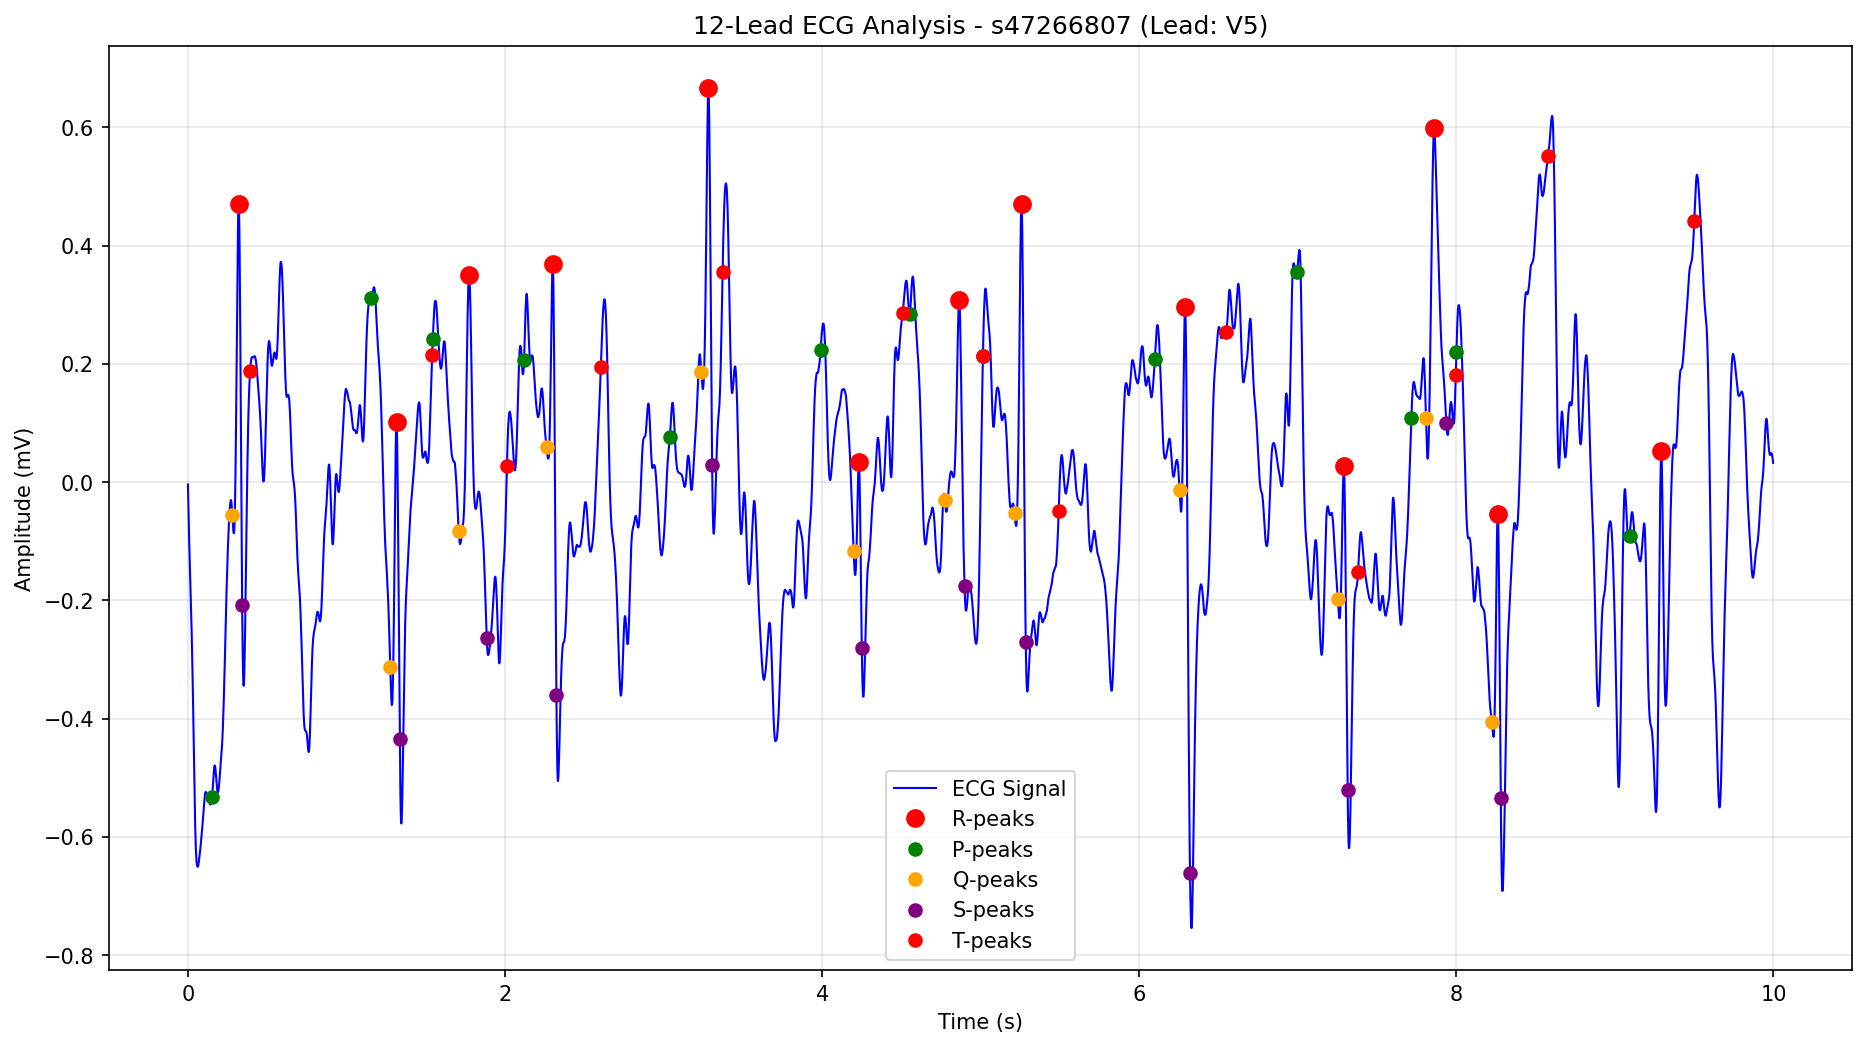 12-Lead ECG Analysis - s47266807 (Lead: V5)
Amplitude (mV)
0.6
0.4
0.2
0.0
−0.2
−0.4
−0.6
−0.8
ECG Signal
R-peaks
P-peaks
Q-peaks
S-peaks
T-peaks
0 2 4 6 8 10
Time (s)